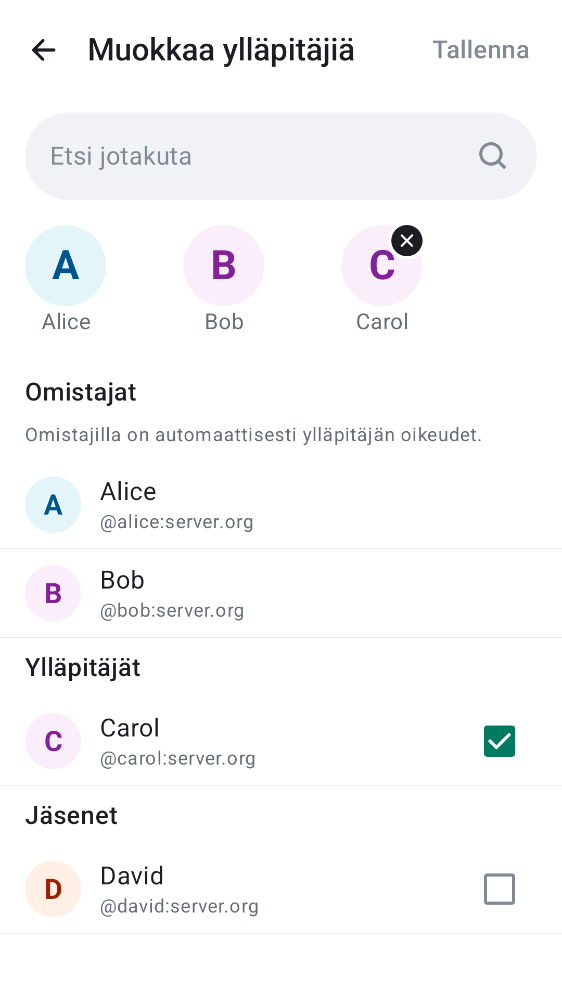 Muokkaa ylläpitäjiä
Tallenna
Etsi jotakuta
A
B
C
Alice
Bob
Carol
Omistajat
Omistajilla on automaattisesti ylläpitäjän oikeudet.
A
Alice
@alice:server.org
B
Bob
@bob:server.org
Ylläpitäjät
C
Carol
@carol:server.org
Jäsenet
D
David
@david:server.org